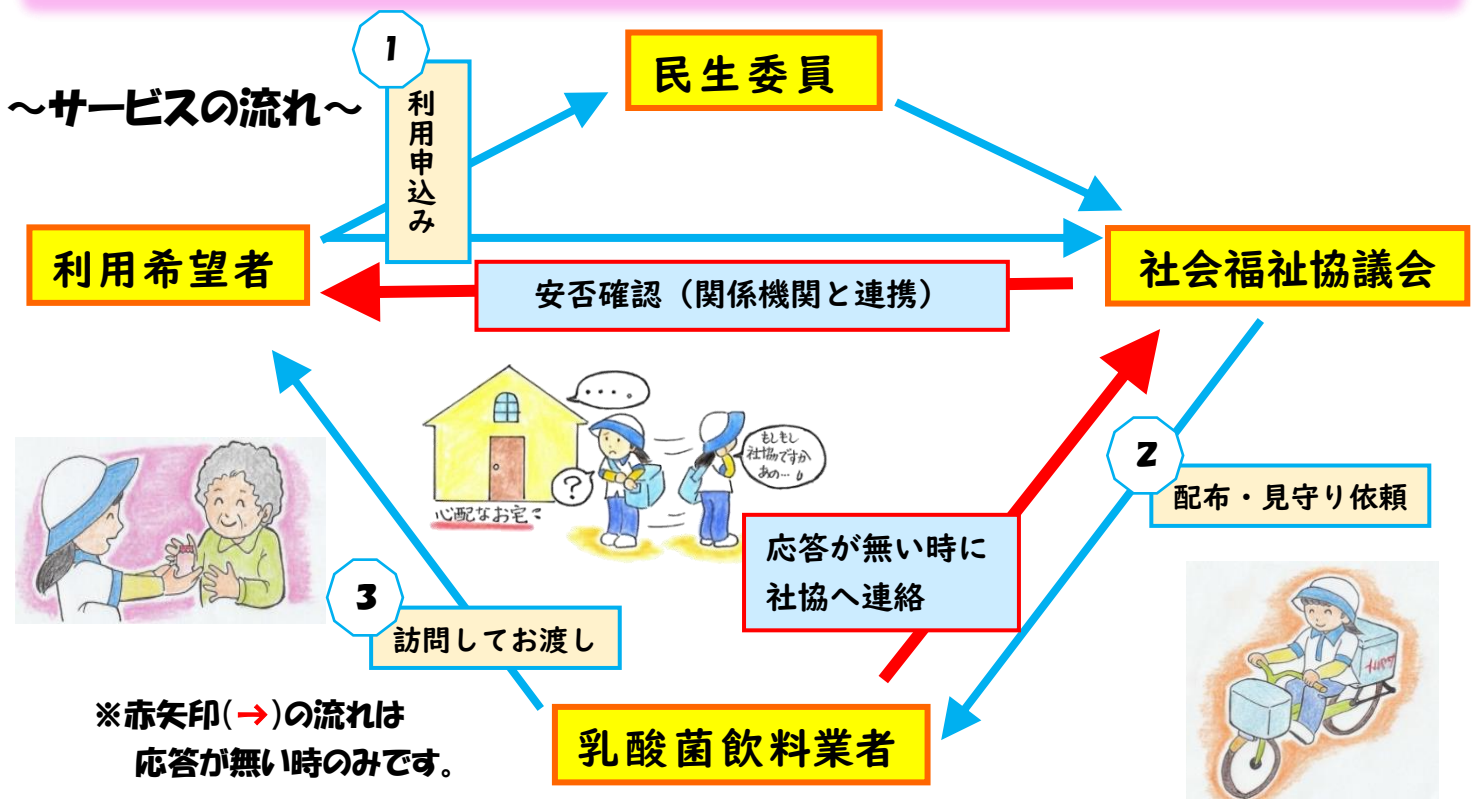 ～サービスの流れ～
1
利用申込み
民生委員
利用希望者
社会福祉協議会
安否確認（関係機関と連携）
・・・・
?
もしもし
社協ですか
あの…
心配なお宅
2
配布・見守り依頼
応答が無い時に
社協へ連絡
3
訪問してお渡し
乳酸菌飲料業者
※赤矢印(→)の流れは
応答が無い時のみです。